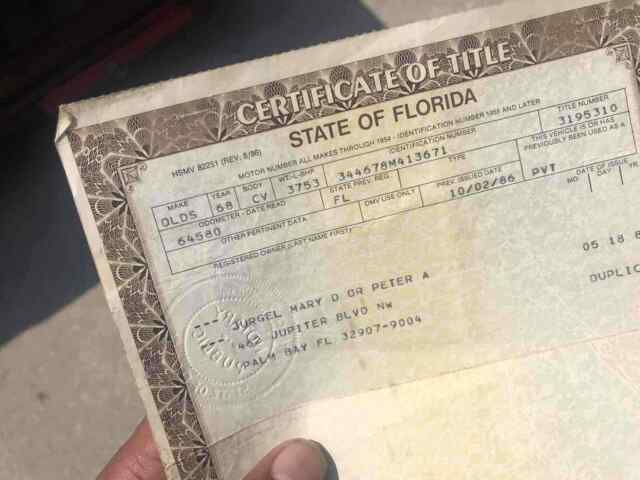 CERTIFICATE OF TITLE
STATE OF FLORIDA
HSMV 82251 (REV. 8/86)
MOTOR NUMBER ALL MAKES THROUGH 1954 - IDENTIFICATION NUMBER 1955 AND LATER
MAKE YEAR BODY WT-L-BHP IDENTIFICATION NUMBER TITLE NUMBER
OLDS 68 CV 3753 344678M413671 3195310
ODOMETER - DATE READ STATE PREV. REG. TYPE THIS VEHICLE IS OR HAS PREVIOUSLY BEEN USED AS A
64580 FL PVT
OTHER PERTINENT DATA DMV USE ONLY PREV. ISSUED DATE DATE OF ISSUE
10/02/86 MO. DAY YR.
REGISTERED OWNER (LAST NAME FIRST)
05 18 8
JURGEL MARY D OR PETER A DUPLIC
JUPITER BLVD NW
PALM BAY FL 32907-9004